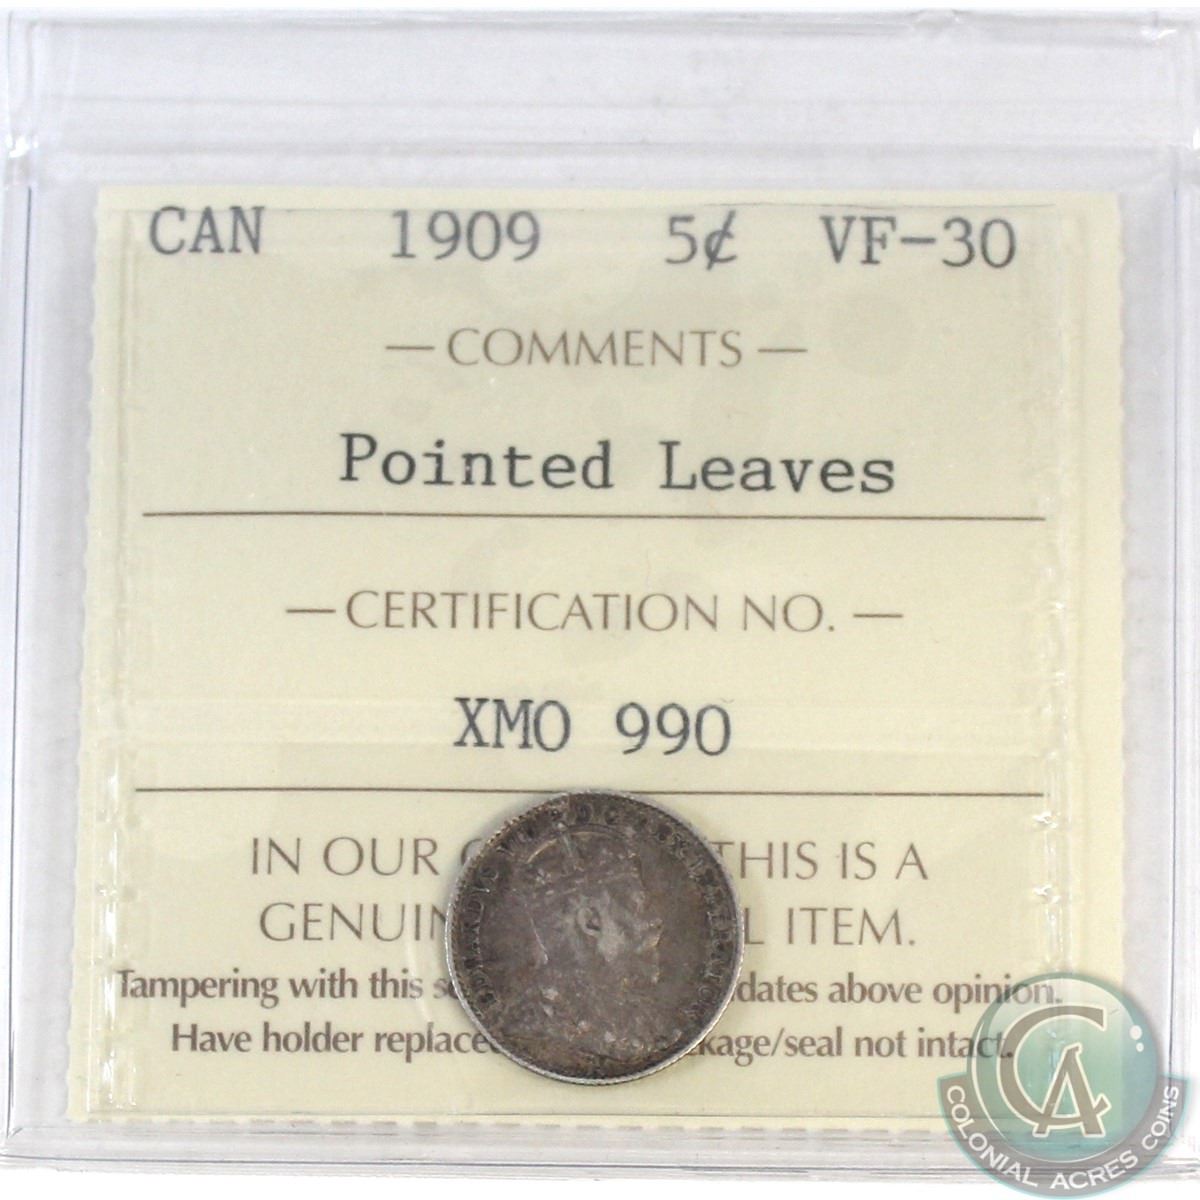 CAN 1909 5¢ VF-30
— COMMENTS —
Pointed Leaves
— CERTIFICATION NO. —
XMO 990
IN OUR THIS IS A
GENUIN L ITEM.
Tampering with this s dates above opinion.
Have holder replace kage/seal not intact.
CA
COLONIAL ACRES COINS